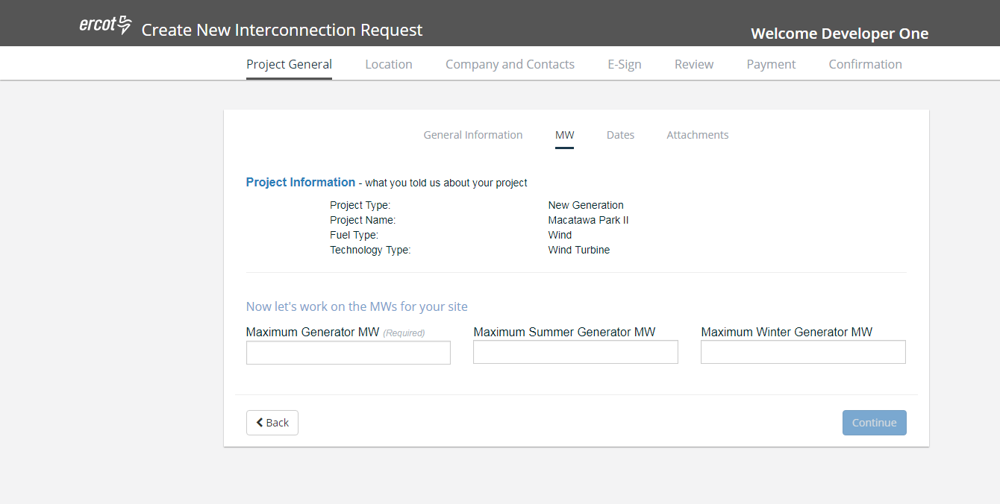 ercot Create New Interconnection Request
Welcome Developer One
Project General Location Company and Contacts E-Sign Review Payment Confirmation
General Information MW Dates Attachments
Project Information - what you told us about your project
Project Type: New Generation
Project Name: Macatawa Park II
Fuel Type: Wind
Technology Type: Wind Turbine
Now let's work on the MWs for your site
Maximum Generator MW (Required) Maximum Summer Generator MW Maximum Winter Generator MW
Back Continue